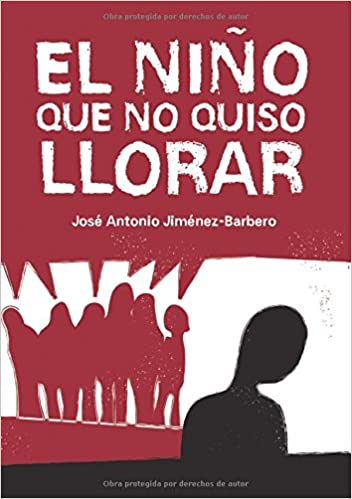 Obra protegida por derechos de autor
EL NIÑO
QUE NO QUISO
LLORAR
José Antonio Jiménez-Barbero
Obra protegida por derechos de autor